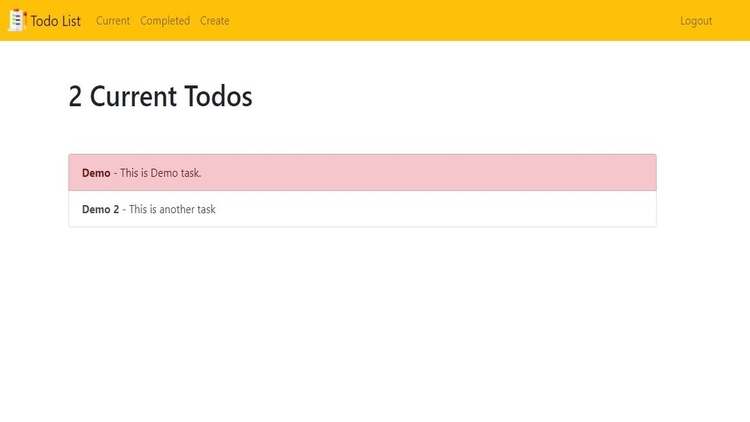 Todo List Current Completed Create Logout
2 Current Todos
Demo - This is Demo task.
Demo 2 - This is another task